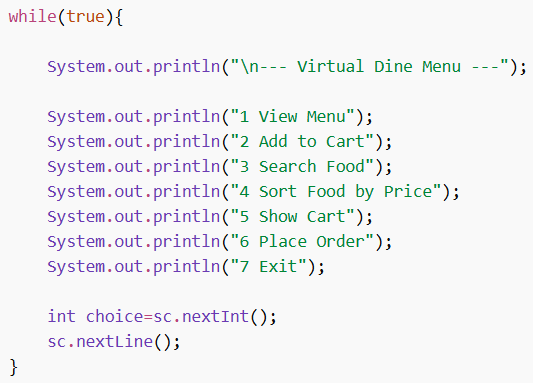 while(true){
System.out.println("\n--- Virtual Dine Menu ---");
System.out.println("1 View Menu");
System.out.println("2 Add to Cart");
System.out.println("3 Search Food");
System.out.println("4 Sort Food by Price");
System.out.println("5 Show Cart");
System.out.println("6 Place Order");
System.out.println("7 Exit");
int choice=sc.nextInt();
sc.nextLine();
}